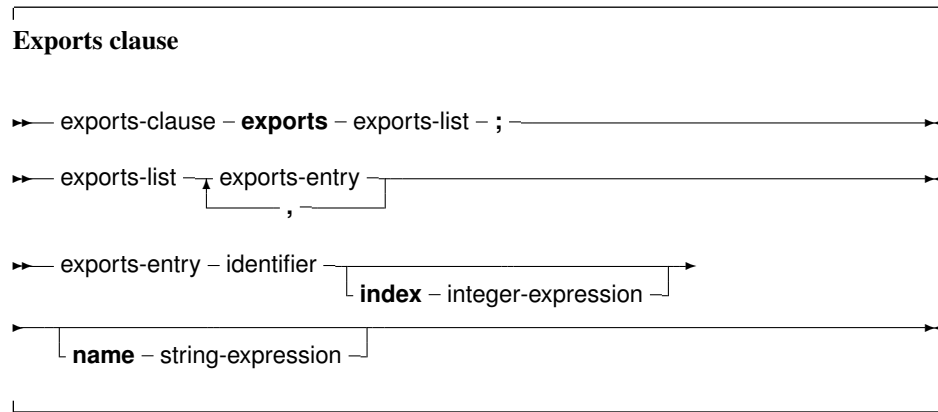 Exports clause
exports-clause – exports – exports-list – ;
exports-list exports-entry
,
exports-entry – identifier
index – integer-expression
name – string-expression